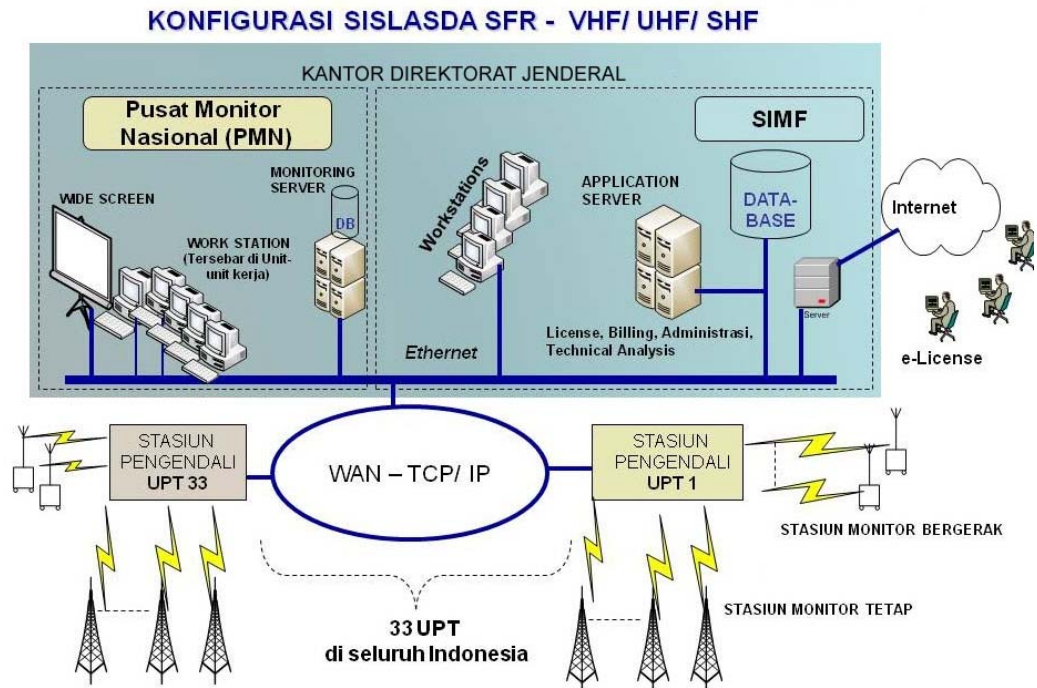 KONFIGURASI SISLASDA SFR - VHF/ UHF/ SHF
KANTOR DIREKTORAT JENDERAL
Pusat Monitor
Nasional (PMN)
SIMF
WIDE SCREEN
MONITORING
SERVER
DB
WORK STATION
(Tersebar di Unit-
unit kerja)
Workstations
APPLICATION
SERVER
DATA-
BASE
Internet
Server
License, Billing, Administrasi,
Technical Analysis
Ethernet
e-License
STASIUN
PENGENDALI
UPT 33
WAN – TCP/ IP
STASIUN
PENGENDALI
UPT 1
STASIUN MONITOR BERGERAK
STASIUN MONITOR TETAP
33 UPT
di seluruh Indonesia